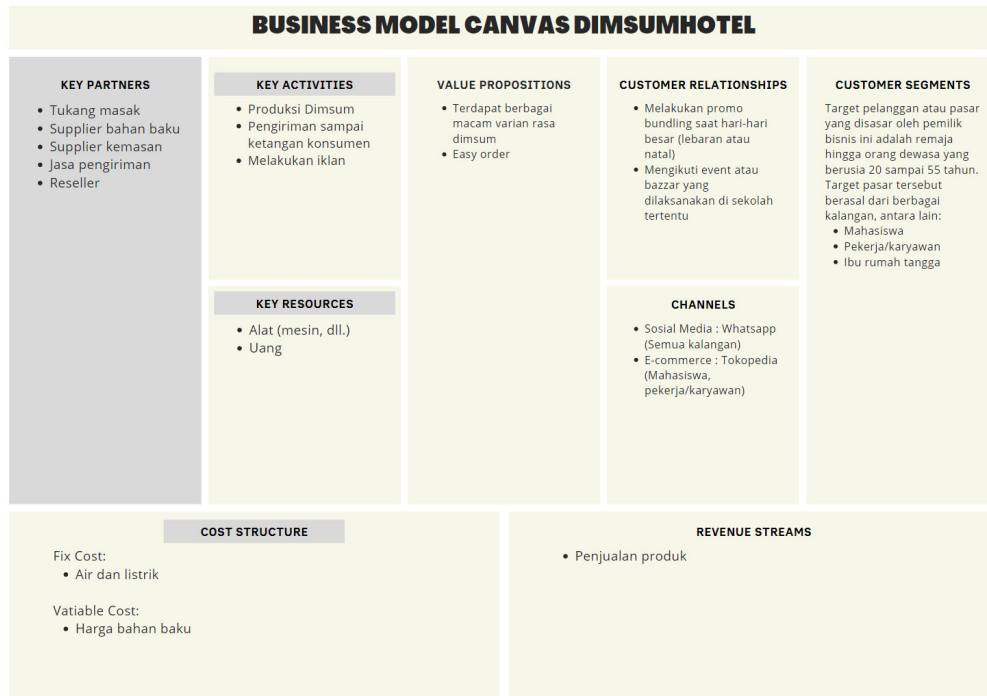 BUSINESS MODEL CANVAS DIMSUMHOTEL
KEY PARTNERS
• Tukang masak
• Supplier bahan baku
• Supplier kemasan
• Jasa pengiriman
• Reseller
KEY ACTIVITIES
• Produksi Dimsum
• Pengiriman sampai
ketangan konsumen
• Melakukan iklan
KEY RESOURCES
• Alat (mesin, dll.)
• Uang
VALUE PROPOSITIONS
• Terdapat berbagai
macam varian rasa
dimsum
• Easy order
CUSTOMER RELATIONSHIPS
• Melakukan promo
bundling saat hari-hari
besar (lebaran atau
natal)
• Mengikuti event atau
bazzar yang
dilaksanakan di sekolah
tertentu
CHANNELS
• Sosial Media : Whatsapp
(Semua kalangan)
• E-commerce : Tokopedia
(Mahasiswa,
pekerja/karyawan)
CUSTOMER SEGMENTS
Target pelanggan atau pasar
yang disasar oleh pemilik
bisnis ini adalah remaja
hingga orang dewasa yang
berusia 20 sampai 55 tahun.
Target pasar tersebut
berasal dari berbagai
kalangan, antara lain:
• Mahasiswa
• Pekerja/karyawan
• Ibu rumah tangga
COST STRUCTURE
Fix Cost:
• Air dan listrik
Vatiable Cost:
• Harga bahan baku
REVENUE STREAMS
• Penjualan produk